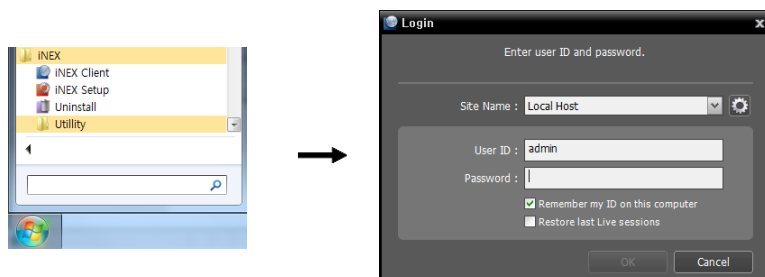 iNEX
iNEX Client
iNEX Setup
Uninstall
Utillity
Login
x
Enter user ID and password.
Site Name : Local Host
User ID : admin
Password :
Remember my ID on this computer
Restore last Live sessions
OK Cancel